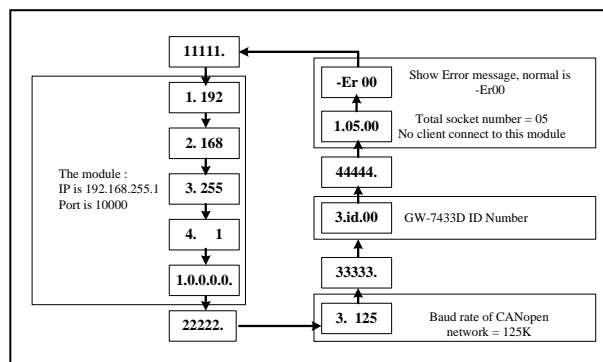 11111.
1. 192
2. 168
3. 255
4. 1
1.0.0.0.0.
22222.
The module :
IP is 192.168.255.1
Port is 10000
3. 125
Baud rate of CANopen
network = 125K
33333.
3.id.00
GW-7433D ID Number
44444.
1.05.00
Total socket number = 05
No client connect to this module
-Er 00
Show Error message, normal is
-Er00